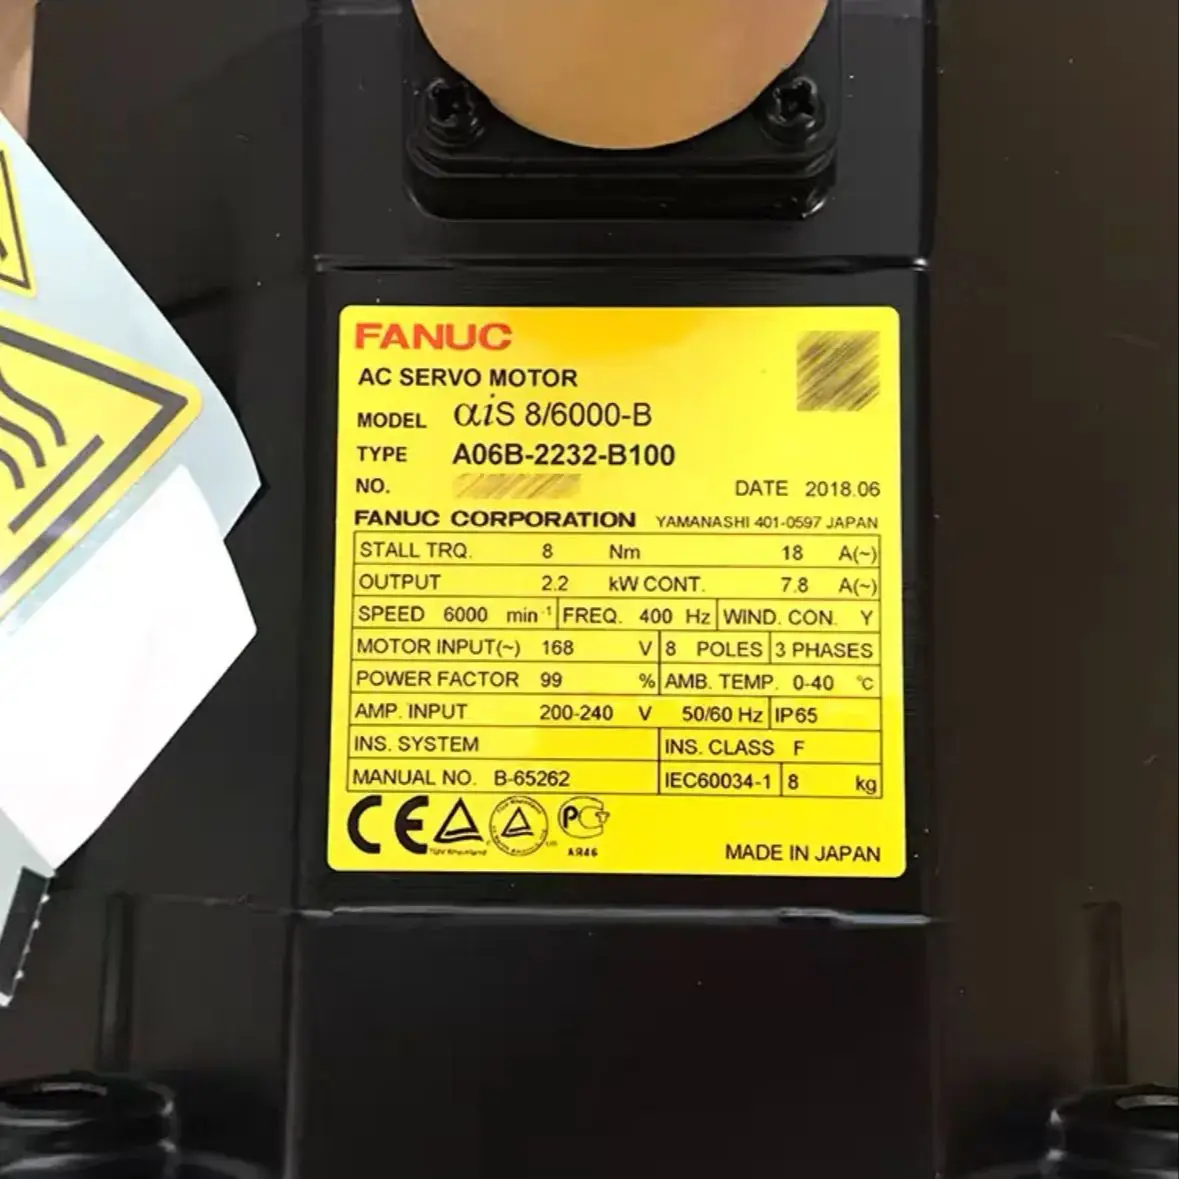 FANUC
AC SERVO MOTOR
MODEL αiS 8/6000-B
TYPE A06B-2232-B100
NO.
DATE 2018.06
FANUC CORPORATION YAMANASHI 401-0597 JAPAN
STALL TRQ. 8 Nm 18 A(~)
OUTPUT 2.2 kW CONT. 7.8 A(~)
SPEED 6000 min⁻¹ FREQ. 400 Hz WIND. CON. Y
MOTOR INPUT(~) 168 V 8 POLES 3 PHASES
POWER FACTOR 99 % AMB. TEMP. 0-40 °C
AMP. INPUT 200-240 V 50/60 Hz IP65
INS. SYSTEM INS. CLASS F
MANUAL NO. B-65262 IEC60034-1 8 kg
CE
TÜV Rheinland
PCT
AR46
MADE IN JAPAN